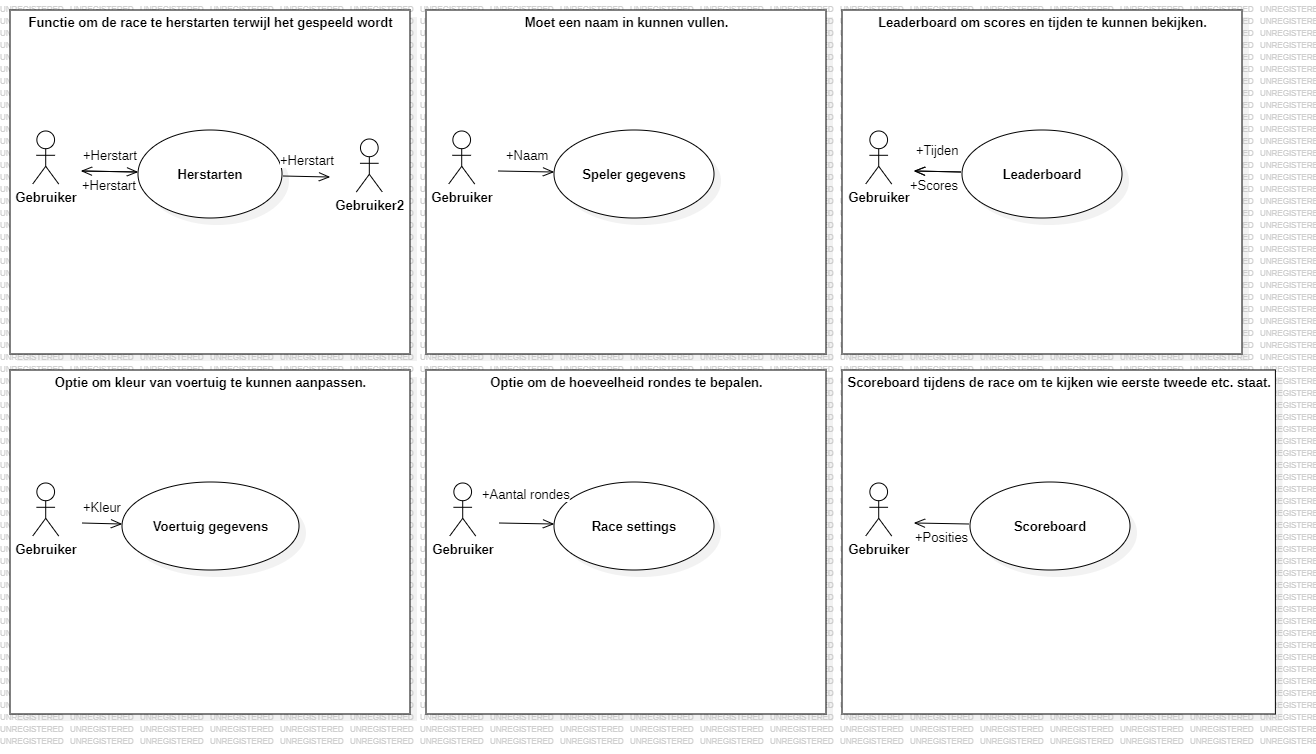 Functie om de race te herstarten terwijl het gespeeld wordt
+Herstart
+Herstart
+Herstart
Herstarten
Gebruiker
Gebruiker2
Moet een naam in kunnen vullen.
+Naam
Speler gegevens
Gebruiker
Leaderboard om scores en tijden te kunnen bekijken.
+Tijden
+Scores
Leaderboard
Gebruiker
Optie om kleur van voertuig te kunnen aanpassen.
+Kleur
Voertuig gegevens
Gebruiker
Optie om de hoeveelheid rondes te bepalen.
+Aantal rondes
Race settings
Gebruiker
Scoreboard tijdens de race om te kijken wie eerste tweede etc. staat.
+Posities
Scoreboard
Gebruiker
UNREGISTERED